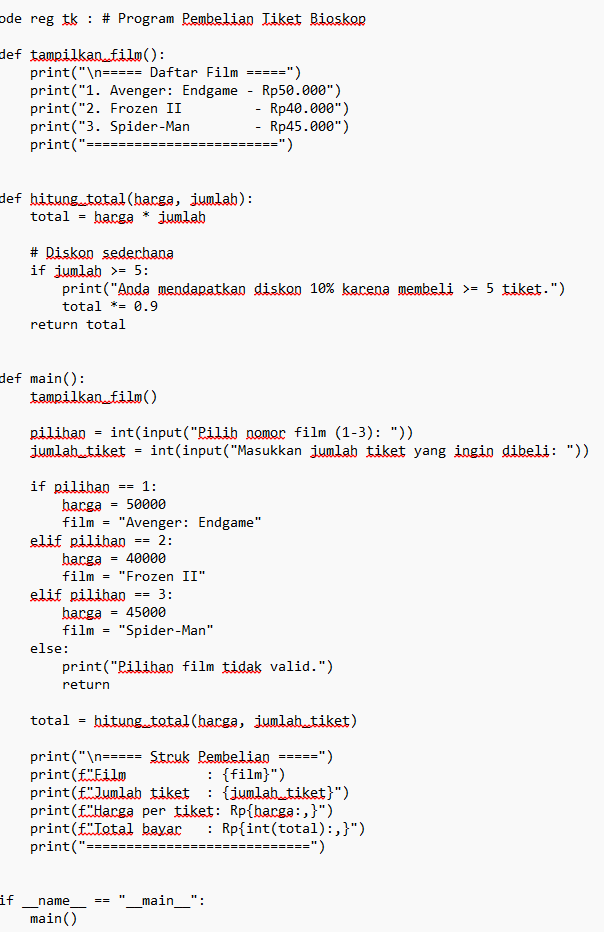 ode reg tk : # Program Pembelian Tiket Bioskop
def tampilkan_film():
    print("\n===== Daftar Film =====")
    print("1. Avenger: Endgame - Rp50.000")
    print("2. Frozen II         - Rp40.000")
    print("3. Spider-Man        - Rp45.000")
    print("========================")
def hitung_total(harga, jumlah):
    total = harga * jumlah
    # Diskon sederhana
    if jumlah >= 5:
        print("Anda mendapatkan diskon 10% karena membeli >= 5 tiket.")
        total *= 0.9
    return total
def main():
    tampilkan_film()
    pilihan = int(input("Pilih nomor film (1-3): "))
    jumlah_tiket = int(input("Masukkan jumlah tiket yang ingin dibeli: "))
    if pilihan == 1:
        harga = 50000
        film = "Avenger: Endgame"
    elif pilihan == 2:
        harga = 40000
        film = "Frozen II"
    elif pilihan == 3:
        harga = 45000
        film = "Spider-Man"
    else:
        print("Pilihan film tidak valid.")
        return
    total = hitung_total(harga, jumlah_tiket)
    print("\n===== Struk Pembelian =====")
    print(f"Film          : {film}")
    print(f"Jumlah tiket  : {jumlah_tiket}")
    print(f"Harga per tiket: Rp{harga:,}")
    print(f"Total bayar   : Rp{int(total):,}")
    print("============================")
if __name__ == "__main__":
    main()